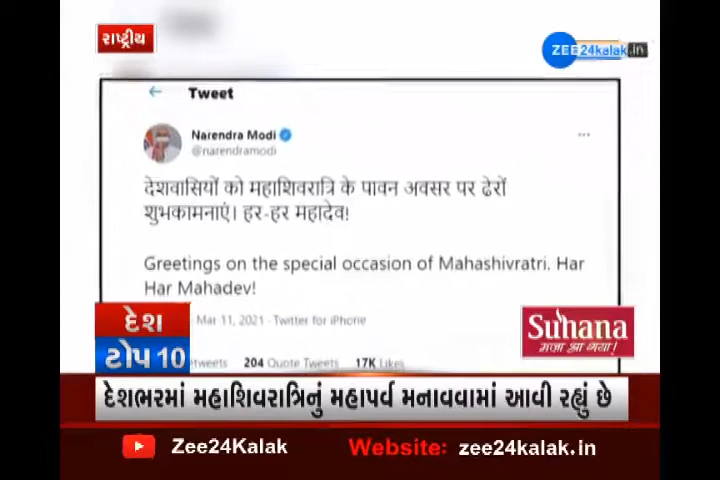 રાષ્ટ્રીય
ZEE24kalak.in
Tweet
Narendra Modi
@narendramodi
देशवासियों को महाशिवरात्रि के पावन अवसर पर ढेरों
शुभकामनाएं। हर-हर महादेव!
Greetings on the special occasion of Mahashivratri. Har
Har Mahadev!
Mar 11, 2021 · Twitter for iPhone
204 Quote Tweets 17K Likes
દેશ
ટોપ 10
Suhana
मज़ा आ गया!
દેશભરમાં મહાશિવરાત્રિનું મહાપર્વ મનાવવામાં આવી રહ્યું છે
Zee24Kalak Website: zee24kalak.in